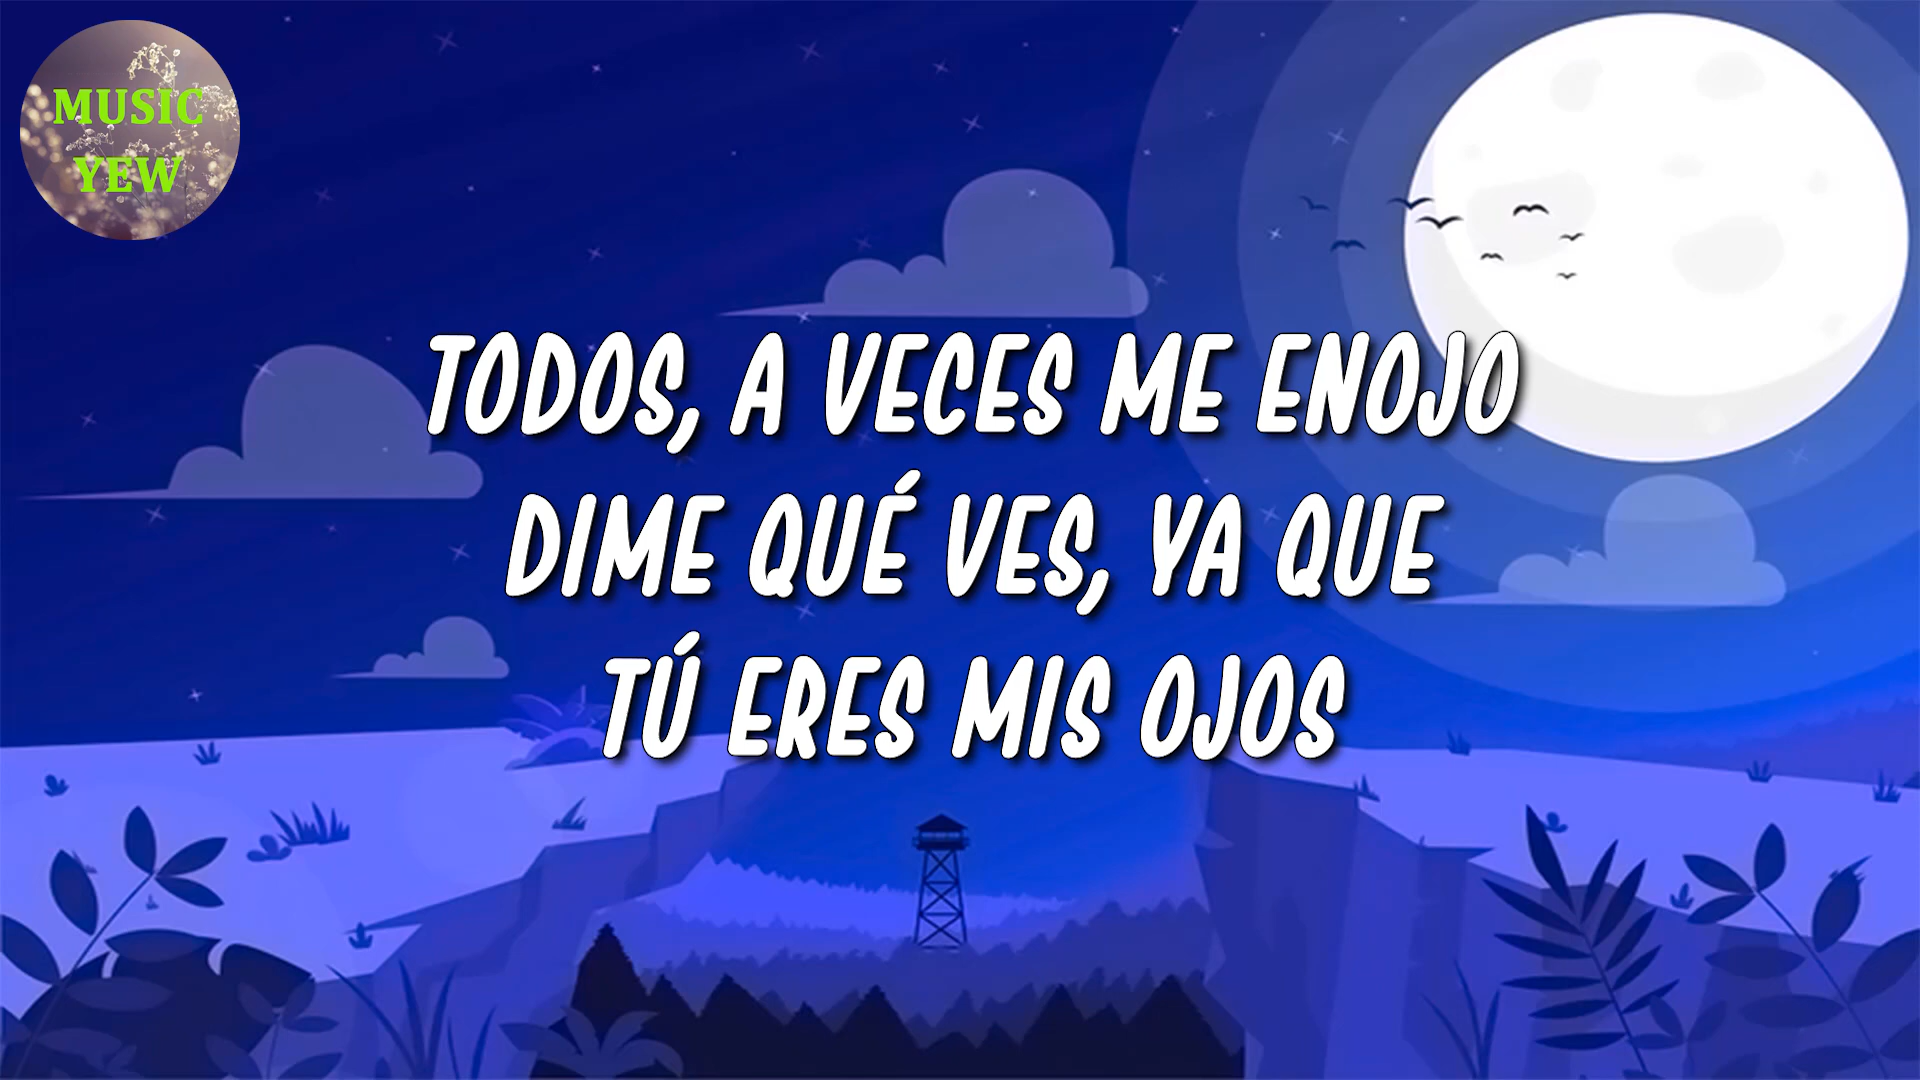 MUSIC
YEW
TODOS, A VECES ME ENOJO
DIME QUÉ VES, YA QUE
TÚ ERES MIS OJOS